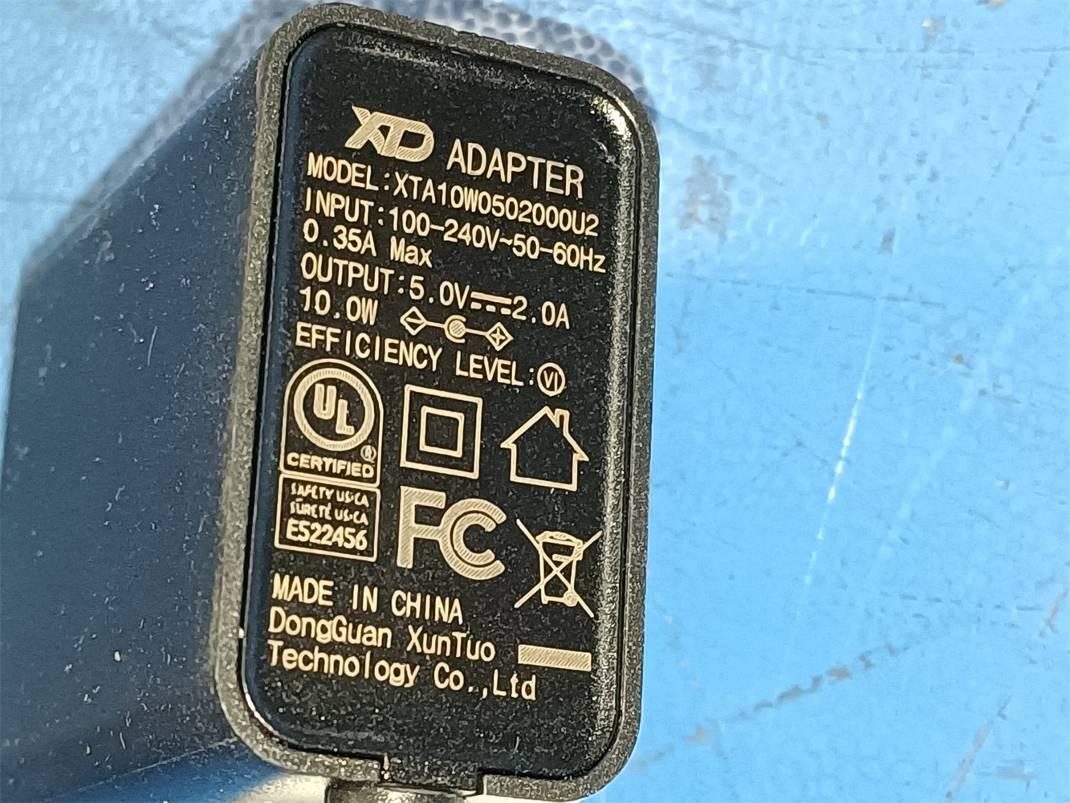 XD ADAPTER
MODEL:XTA10W0502000U2
INPUT:100-240V~50-60Hz
0.35A Max
OUTPUT:5.0V⎓2.0A
10.0W
EFFICIENCY LEVEL:Ⅵ
UL
®
CERTIFIED
SAFETY US•CA
SÛRETÉ US•CA
E522456
FC
MADE IN CHINA
DongGuan XunTuo
Technology Co.,Ltd